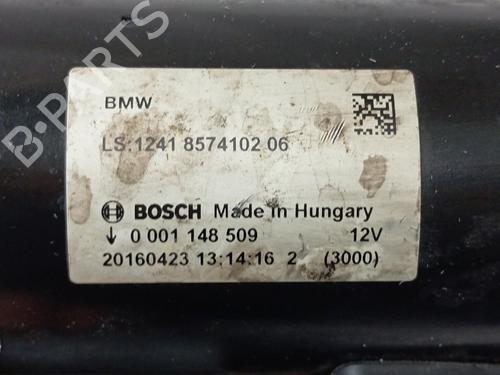 BMW
LS:1241 8574102 06
BOSCH Made in Hungary
↓ 0 001 148 509 12V
20160423 13:14:16 2 (3000)
B-PARTS